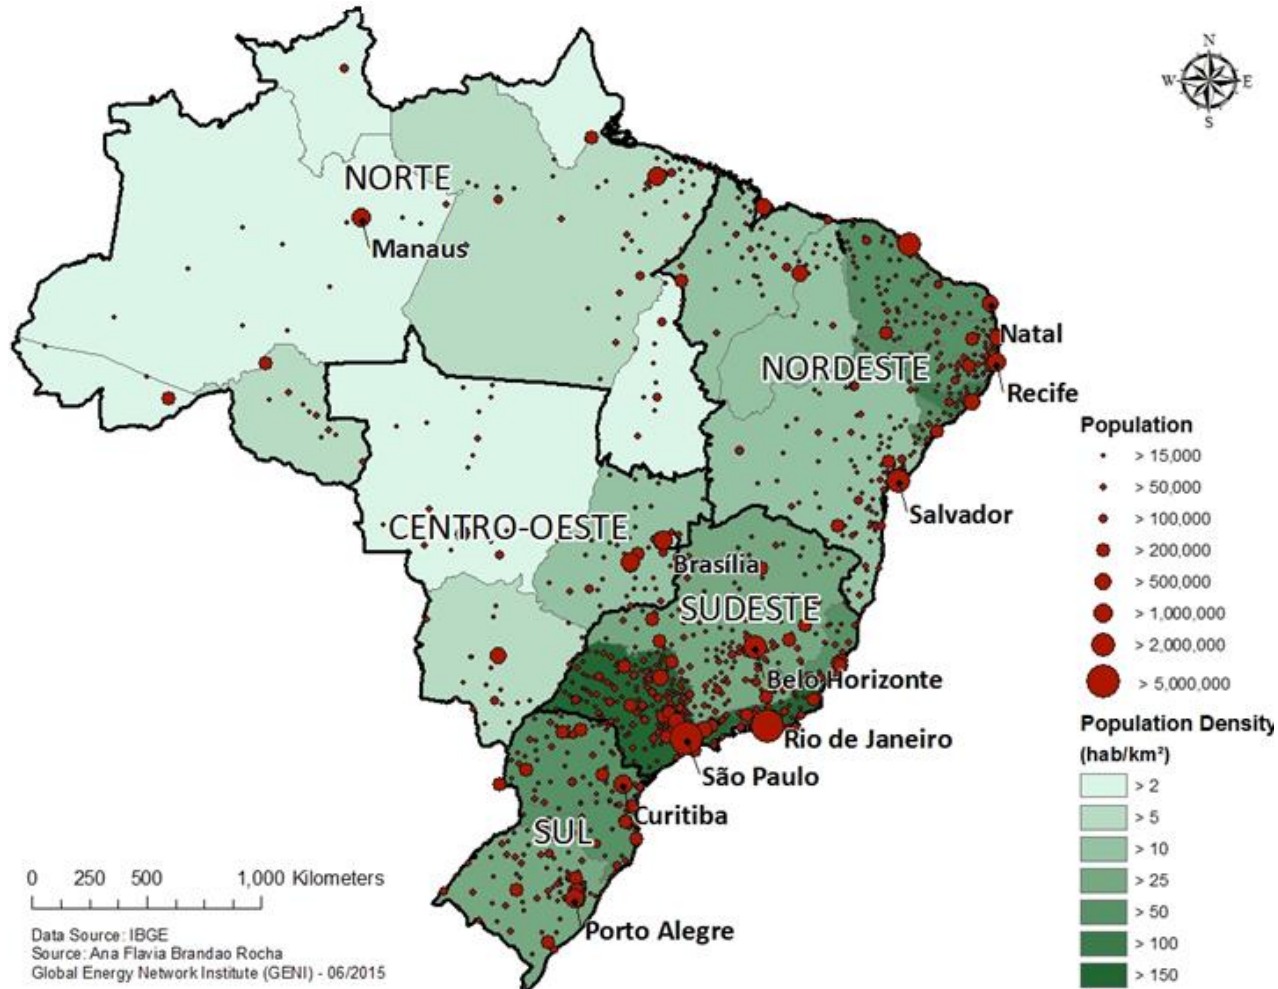 N
W E
S
NORTE
Manaus
Natal
NORDESTE
Recife
Salvador
CENTRO-OESTE
Brasília
SUDESTE
Belo Horizonte
Rio de Janeiro
São Paulo
Curitiba
SUL
Porto Alegre
Population
> 15,000
> 50,000
> 100,000
> 200,000
> 500,000
> 1,000,000
> 2,000,000
> 5,000,000
Population Density
(hab/km²)
> 2
> 5
> 10
> 25
> 50
> 100
> 150
0 250 500 1,000 Kilometers
Data Source: IBGE
Source: Ana Flavia Brandao Rocha
Global Energy Network Institute (GENI) - 06/2015